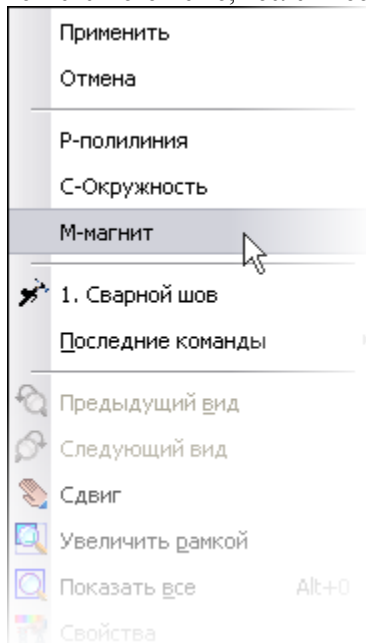 Применить
Отмена
Р-полилиния
С-Окружность
М-магнит
1. Сварной шов
Последние команды
Предыдущий вид
Следующий вид
Сдвиг
Увеличить рамкой
Показать все Alt+0
Свойства